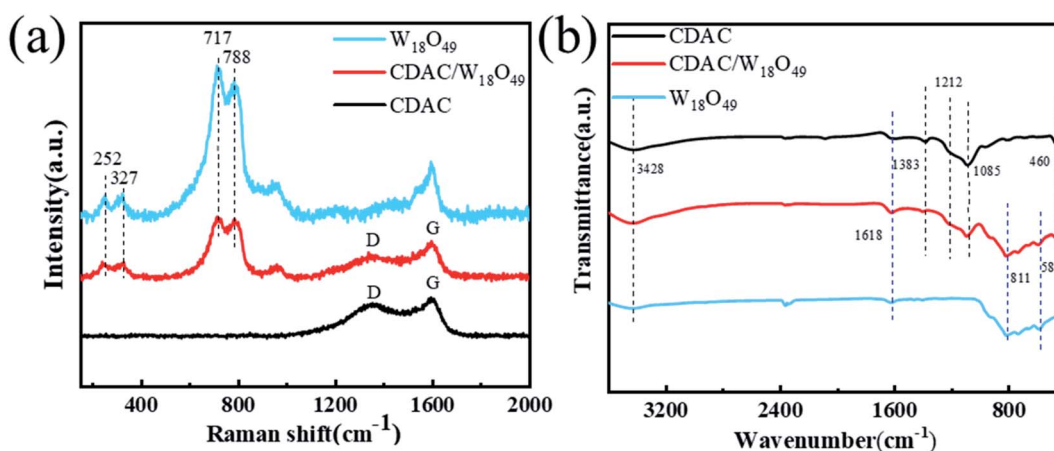 (a)
717
788
252
327
W₁₈O₄₉
CDAC/W₁₈O₄₉
CDAC
D
G
D
G
Intensity(a.u.)
400
800
1200
1600
2000
Raman shift(cm⁻¹)
(b)
CDAC
CDAC/W₁₈O₄₉
W₁₈O₄₉
1212
3428
1383
1085
460
1618
811
58
Transmittance(a.u.)
3200
2400
1600
800
Wavenumber(cm⁻¹)